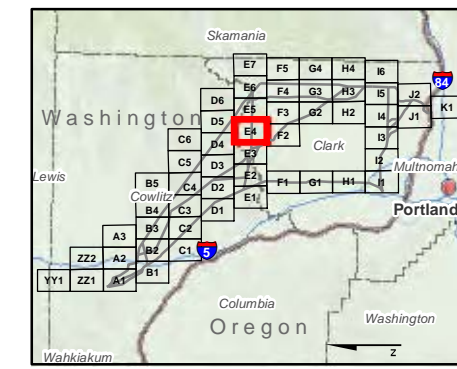 Skamania
E7
F5 G4 H4 I6
84
E6
F4 G3 H3 I5 J2
D6
E5
K1
Washington
D5
F3 G2 H2 I4 J1
E4
F2
C6
D4
Clark
I3
E3
C5
D3
I2
Multnomah
Lewis
E2
B5 C4 D2
F1 G1 H1 I1
Cowlitz
E1
B4 C3 D1
Portland
A3 B3 C2
5
ZZ2 A2 B2 C1
YY1 ZZ1 A1 B1
Columbia
Oregon
Washington
Z
Wahkiakum